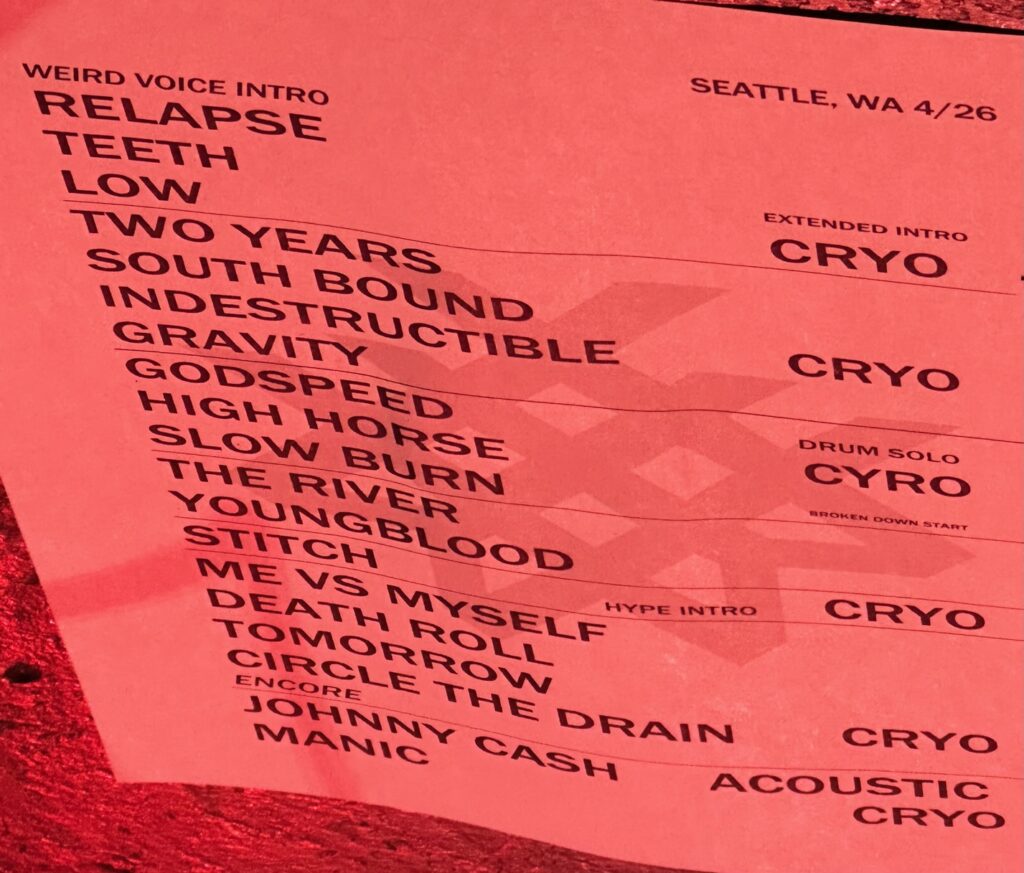 WEIRD VOICE INTRO
SEATTLE, WA 4/26
RELAPSE
TEETH
LOW
EXTENDED INTRO
TWO YEARS
CRYO
SOUTH BOUND
INDESTRUCTIBLE
GRAVITY
CRYO
GODSPEED
HIGH HORSE
DRUM SOLO
SLOW BURN
CYRO
THE RIVER
BROKEN DOWN START
YOUNGBLOOD
STITCH
HYPE INTRO
CRYO
ME VS MYSELF
DEATH ROLL
TOMORROW
CIRCLE THE DRAIN
CRYO
ENCORE
JOHNNY CASH
ACOUSTIC
MANIC
CRYO